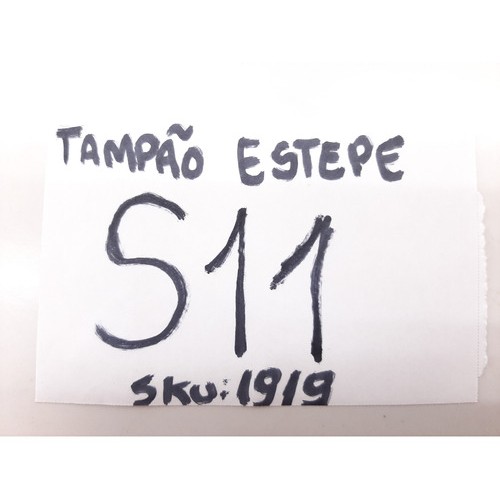 TAMPÃO ESTEPE
S11
SKU: 1919